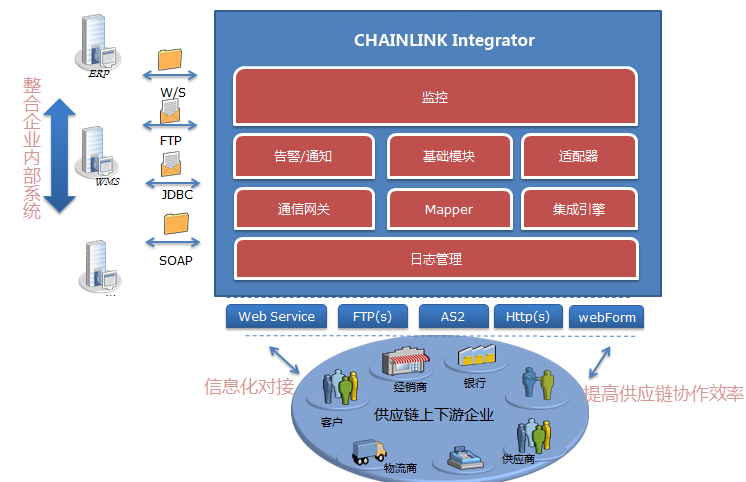 CHAINLINK Integrator
监控
告警/通知
基础模块
适配器
通信网关
Mapper
集成引擎
日志管理
ERP
WMS
...
整合企业内部系统
W/S
FTP
JDBC
SOAP
Web Service
FTP(s)
AS2
Http(s)
webForm
信息化对接
提高供应链协作效率
经销商
银行
客户
供应链上下游企业
物流商
供应商